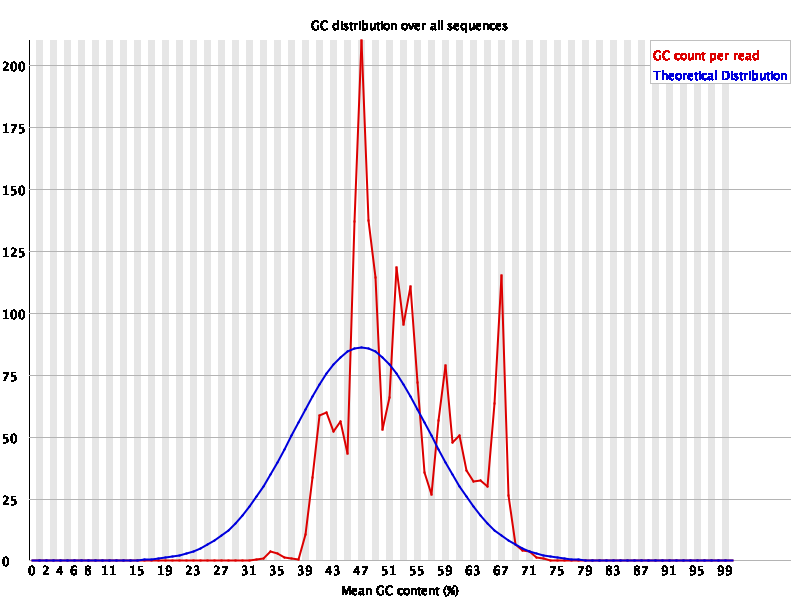 GC distribution over all sequences
GC count per read
Theoretical Distribution
200
175
150
125
100
75
50
25
0
0 2 4 6 8 11 15 19 23 27 31 35 39 43 47 51 55 59 63 67 71 75 79 83 87 91 95 99
Mean GC content (%)